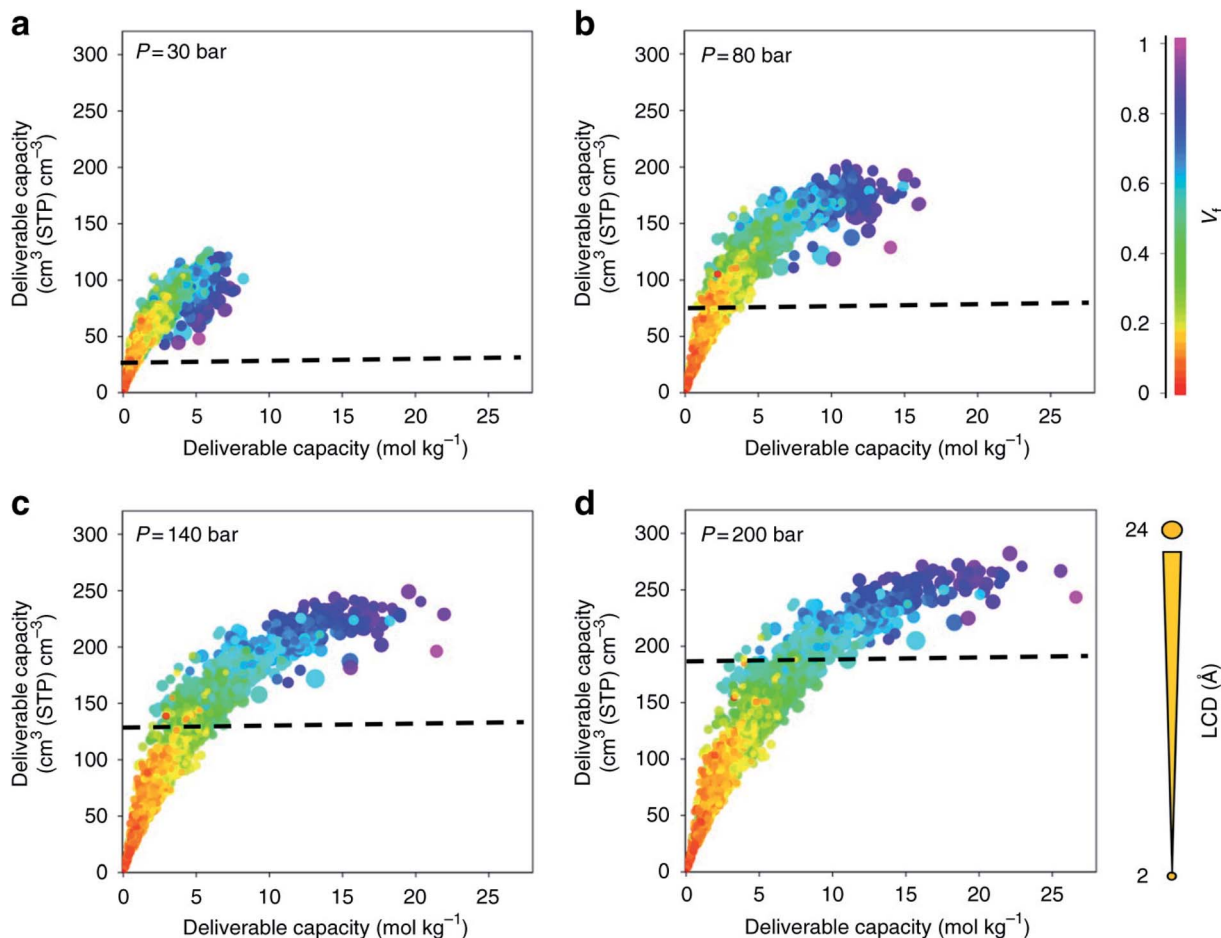 a
P = 30 bar
300
250
200
150
100
50
0
0 5 10 15 20 25
Deliverable capacity
(cm³ (STP) cm⁻³)
Deliverable capacity (mol kg⁻¹)
b
P = 80 bar
300
250
200
150
100
50
0
0 5 10 15 20 25
Deliverable capacity
(cm³ (STP) cm⁻³)
Deliverable capacity (mol kg⁻¹)
1
0.8
0.6
0.4
0.2
0
Vf
c
P = 140 bar
300
250
200
150
100
50
0
0 5 10 15 20 25
Deliverable capacity
(cm³ (STP) cm⁻³)
Deliverable capacity (mol kg⁻¹)
d
P = 200 bar
300
250
200
150
100
50
0
0 5 10 15 20 25
Deliverable capacity
(cm³ (STP) cm⁻³)
Deliverable capacity (mol kg⁻¹)
24
LCD (Å)
2